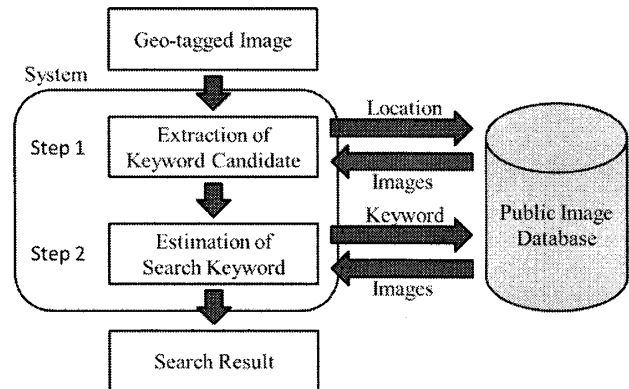 Geo-tagged Image
System
Step 1
Extraction of
Keyword Candidate
Location
Images
Step 2
Estimation of
Search Keyword
Keyword
Images
Public Image
Database
Search Result